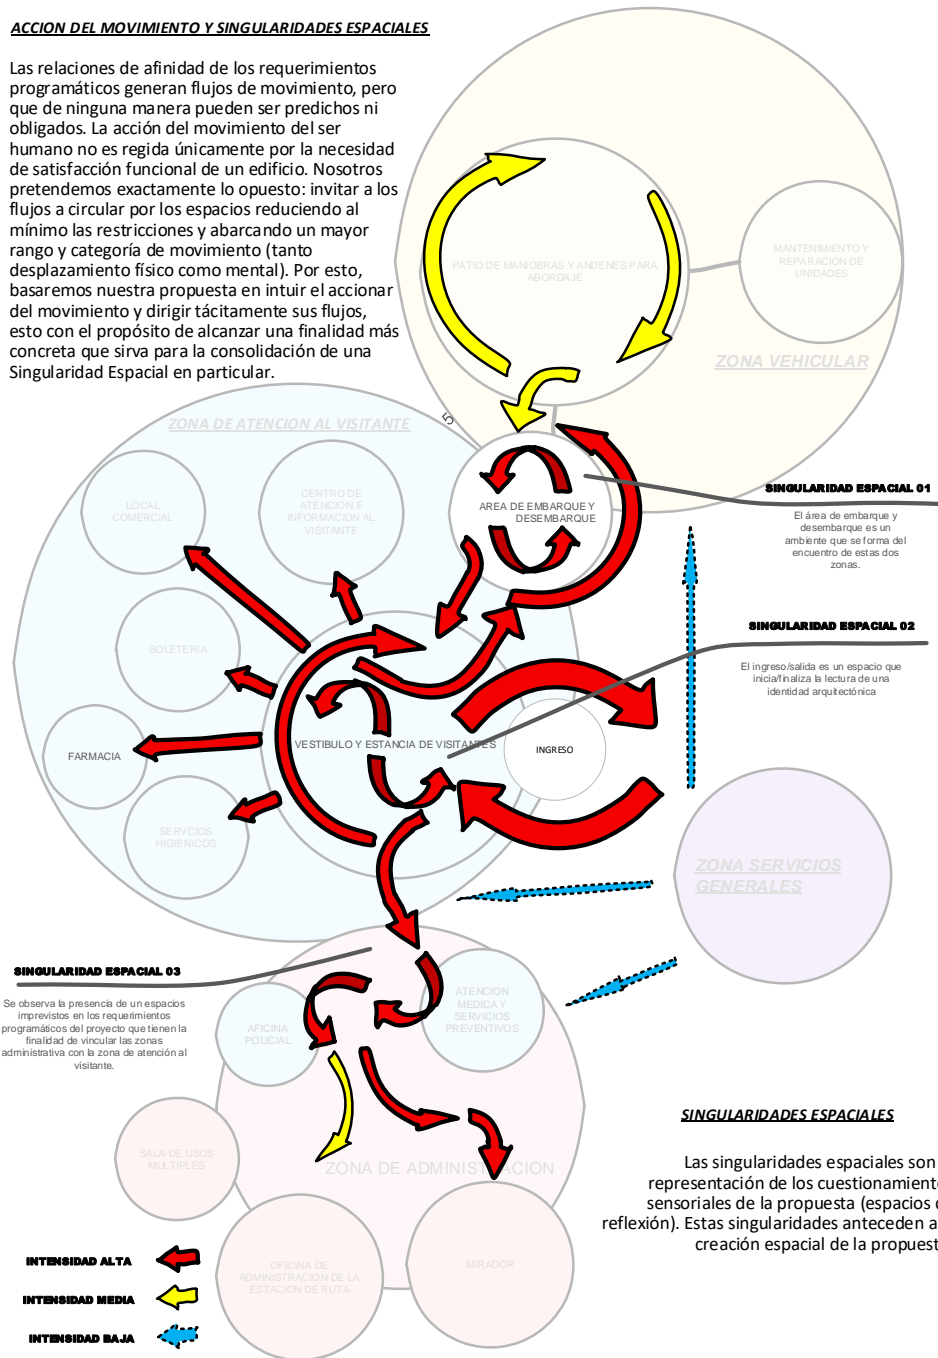 ACCION DEL MOVIMIENTO Y SINGULARIDADES ESPACIALES
Las relaciones de afinidad de los requerimientos
programáticos generan flujos de movimiento, pero
que de ninguna manera pueden ser predichos ni
obligados. La acción del movimiento del ser
humano no es regida únicamente por la necesidad
de satisfacción funcional de un edificio. Nosotros
pretendemos exactamente lo opuesto: invitar a los
flujos a circular por los espacios reduciendo al
mínimo las restricciones y abarcando un mayor
rango y categoría de movimiento (tanto
desplazamiento físico como mental). Por esto,
basaremos nuestra propuesta en intuir el accionar
del movimiento y dirigir tácitamente sus flujos,
esto con el propósito de alcanzar una finalidad más
concreta que sirva para la consolidación de una
Singularidad Espacial en particular.
PATIO DE MANIOBRAS Y ANDENES PARA
ABORDAJE
MANTENIMIENTO Y
REPARACION DE
UNIDADES
ZONA VEHICULAR
ZONA DE ATENCION AL VISITANTE
5
LOCAL
COMERCIAL
CENTRO DE
ATENCION E
INFORMACION AL
VISITANTE
AREA DE EMBARQUE Y
DESEMBARQUE
SINGULARIDAD ESPACIAL 01
El área de embarque y
desembarque es un
ambiente que se forma del
encuentro de estas dos
zonas.
BOLETERIA
SINGULARIDAD ESPACIAL 02
El ingreso/salida es un espacio que
inicia/finaliza la lectura de una
identidad arquitectónica
FARMACIA
VESTIBULO Y ESTANCIA DE VISITANTES
INGRESO
SERVCIOS
HIGIENICOS
ZONA SERVICIOS
GENERALES
SINGULARIDAD ESPACIAL 03
Se observa la presencia de un espacios
imprevistos en los requerimientos
programáticos del proyecto que tienen la
finalidad de vincular las zonas
administrativa con la zona de atención al
visitante.
AFICINA
POLICIAL
ATENCION
MEDICA Y
SERVICIOS
PREVENTIVOS
SALA DE USOS
MULTIPLES
ZONA DE ADMINISTRACION
OFICINA DE
ADMINISTRACION DE LA
ESTACION DE RUTA
MIRADOR
SINGULARIDADES ESPACIALES
Las singularidades espaciales son
representación de los cuestionamient
sensoriales de la propuesta (espacios
reflexión). Estas singularidades anteceden a
creación espacial de la propuest
INTENSIDAD ALTA
INTENSIDAD MEDIA
INTENSIDAD BAJA